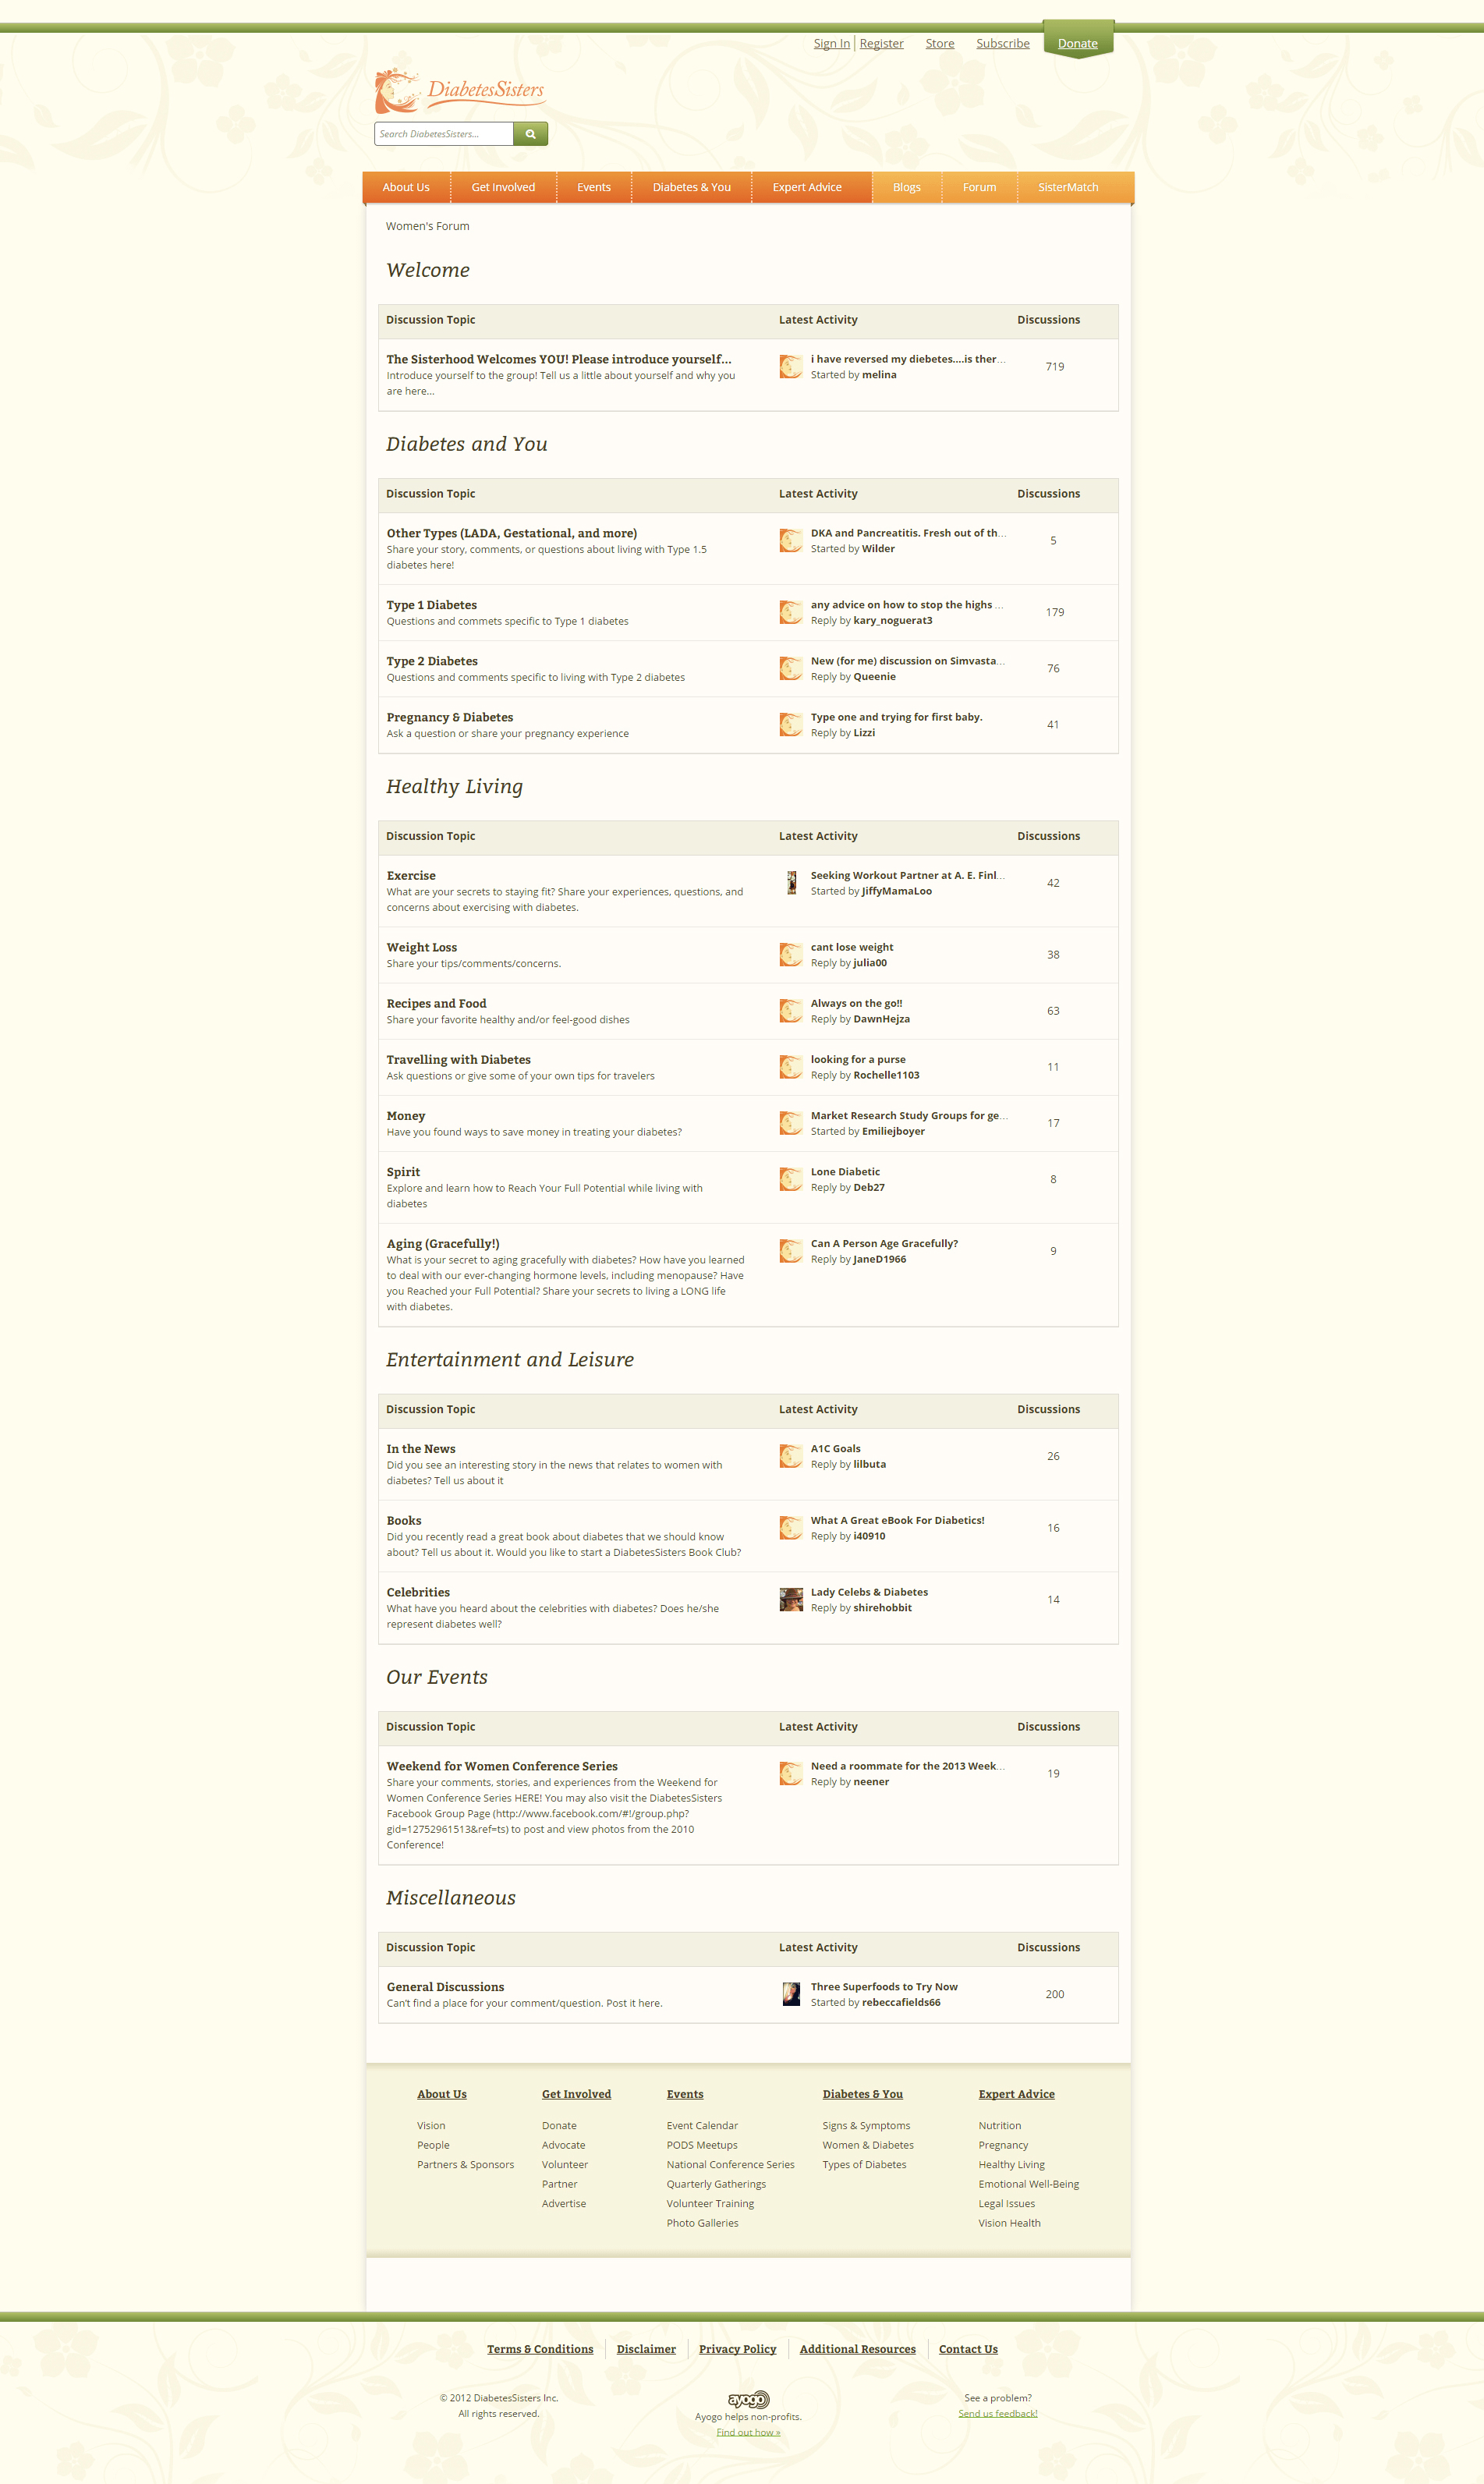 Sign In Register Store Subscribe Donate
DiabetesSisters
Search DiabetesSisters...
About Us Get Involved Events Diabetes & You Expert Advice Blogs Forum SisterMatch
Women's Forum
Welcome
Discussion Topic Latest Activity Discussions
The Sisterhood Welcomes YOU! Please introduce yourself... i have reversed my diebetes....is ther... 719
Introduce yourself to the group! Tell us a little about yourself and why you Started by melina
are here...
Diabetes and You
Discussion Topic Latest Activity Discussions
Other Types (LADA, Gestational, and more) DKA and Pancreatitis. Fresh out of th... 5
Share your story, comments, or questions about living with Type 1.5 Started by Wilder
diabetes here!
Type 1 Diabetes any advice on how to stop the highs ... 179
Questions and commets specific to Type 1 diabetes Reply by kary_noguerat3
Type 2 Diabetes New (for me) discussion on Simvasta... 76
Questions and comments specific to living with Type 2 diabetes Reply by Queenie
Pregnancy & Diabetes Type one and trying for first baby. 41
Ask a question or share your pregnancy experience Reply by Lizzi
Healthy Living
Discussion Topic Latest Activity Discussions
Exercise Seeking Workout Partner at A. E. Finl... 42
What are your secrets to staying fit? Share your experiences, questions, and Started by JiffyMamaLoo
concerns about exercising with diabetes.
Weight Loss cant lose weight 38
Share your tips/comments/concerns. Reply by julia00
Recipes and Food Always on the go!! 63
Share your favorite healthy and/or feel-good dishes Reply by DawnHejza
Travelling with Diabetes looking for a purse 11
Ask questions or give some of your own tips for travelers Reply by Rochelle1103
Money Market Research Study Groups for ge... 17
Have you found ways to save money in treating your diabetes? Started by Emiliejboyer
Spirit Lone Diabetic 8
Explore and learn how to Reach Your Full Potential while living with Reply by Deb27
diabetes
Aging (Gracefully!) Can A Person Age Gracefully? 9
What is your secret to aging gracefully with diabetes? How have you learned Reply by JaneD1966
to deal with our ever-changing hormone levels, including menopause? Have
you Reached your Full Potential? Share your secrets to living a LONG life
with diabetes.
Entertainment and Leisure
Discussion Topic Latest Activity Discussions
In the News A1C Goals 26
Did you see an interesting story in the news that relates to women with Reply by lilbuta
diabetes? Tell us about it
Books What A Great eBook For Diabetics! 16
Did you recently read a great book about diabetes that we should know Reply by i40910
about? Tell us about it. Would you like to start a DiabetesSisters Book Club?
Celebrities Lady Celebs & Diabetes 14
What have you heard about the celebrities with diabetes? Does he/she Reply by shirehobbit
represent diabetes well?
Our Events
Discussion Topic Latest Activity Discussions
Weekend for Women Conference Series Need a roommate for the 2013 Week... 19
Share your comments, stories, and experiences from the Weekend for Reply by neener
Women Conference Series HERE! You may also visit the DiabetesSisters
Facebook Group Page (http://www.facebook.com/#!/group.php?
gid=12752961513&ref=ts) to post and view photos from the 2010
Conference!
Miscellaneous
Discussion Topic Latest Activity Discussions
General Discussions Three Superfoods to Try Now 200
Can't find a place for your comment/question. Post it here. Started by rebeccafields66
About Us Get Involved Events Diabetes & You Expert Advice
Vision Donate Event Calendar Signs & Symptoms Nutrition
People Advocate PODS Meetups Women & Diabetes Pregnancy
Partners & Sponsors Volunteer National Conference Series Types of Diabetes Healthy Living
Partner Quarterly Gatherings Emotional Well-Being
Advertise Volunteer Training Legal Issues
Photo Galleries Vision Health
Terms & Conditions Disclaimer Privacy Policy Additional Resources Contact Us
© 2012 DiabetesSisters Inc. ayogo See a problem?
All rights reserved. Ayogo helps non-profits. Send us feedback!
Find out how »